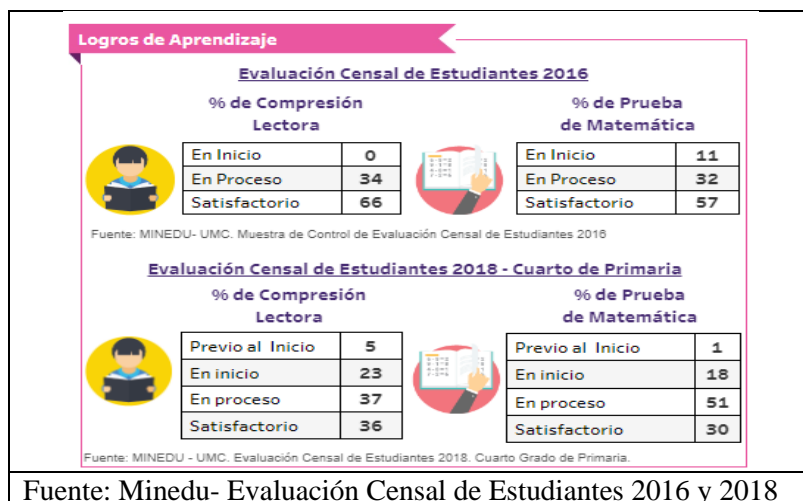 Logros de Aprendizaje
Evaluación Censal de Estudiantes 2016
% de Compresión
Lectora
En Inicio 0
En Proceso 34
Satisfactorio 66
% de Prueba
de Matemática
En Inicio 11
En Proceso 32
Satisfactorio 57
Fuente: MINEDU- UMC. Muestra de Control de Evaluación Censal de Estudiantes 2016
Evaluación Censal de Estudiantes 2018 - Cuarto de Primaria
% de Compresión
Lectora
Previo al Inicio 5
En inicio 23
En proceso 37
Satisfactorio 36
% de Prueba
de Matemática
Previo al Inicio 1
En inicio 18
En proceso 51
Satisfactorio 30
Fuente: MINEDU - UMC. Evaluación Censal de Estudiantes 2018. Cuarto Grado de Primaria.
Fuente: Minedu- Evaluación Censal de Estudiantes 2016 y 2018